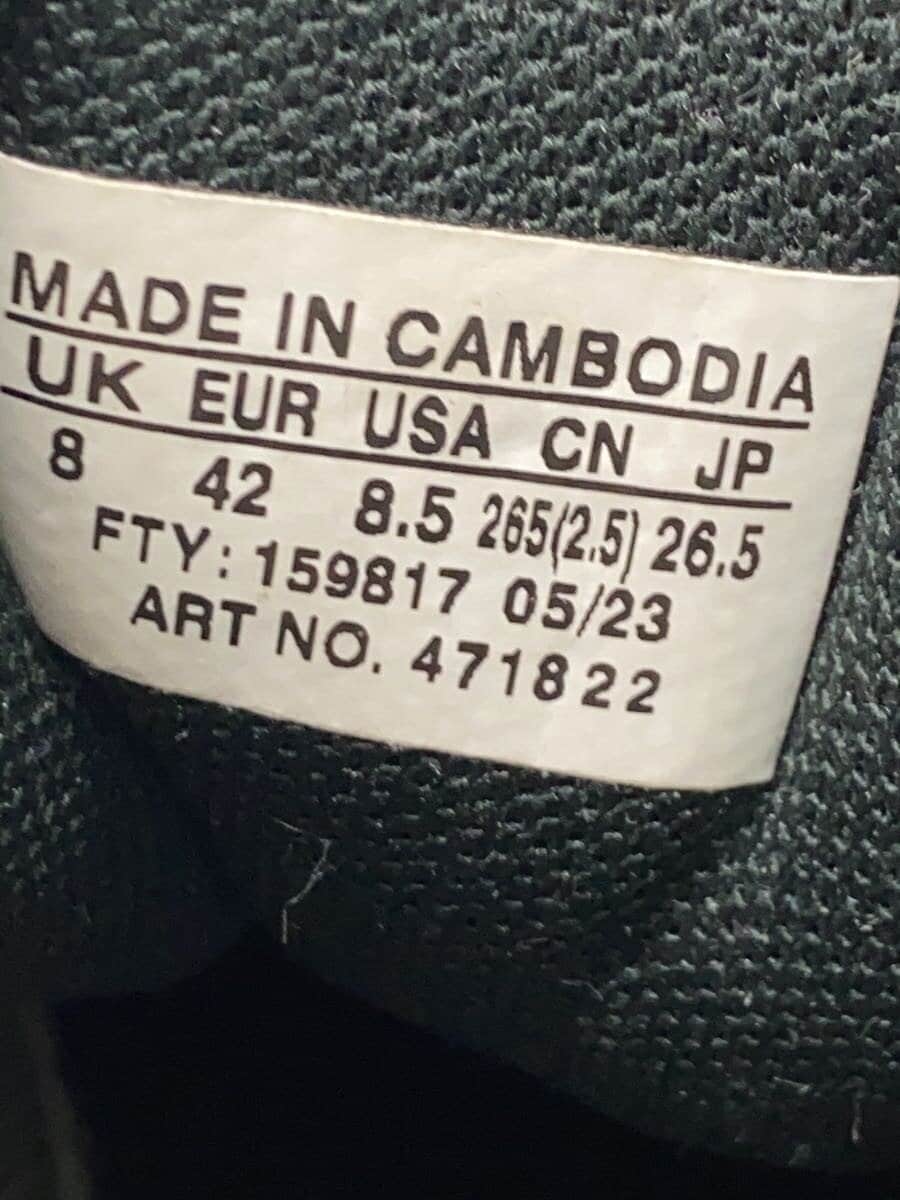 MADE IN CAMBODIA
UK EUR USA CN JP
8 42 8.5 265(2.5) 26.5
FTY: 159817 05/23
ART NO. 471822